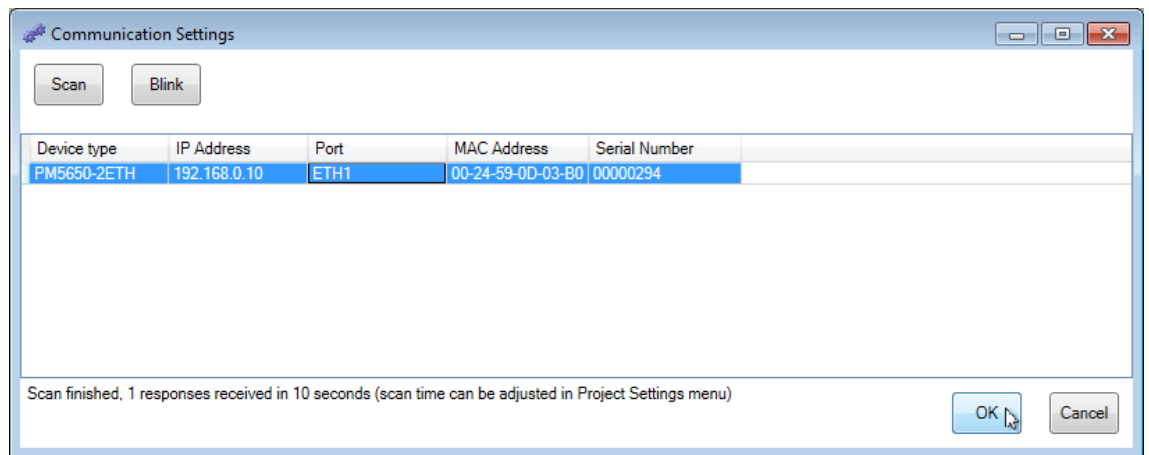 Communication Settings
Scan Blink
Device type IP Address Port MAC Address Serial Number
PM5650-2ETH 192.168.0.10 ETH1 00-24-59-0D-03-B0 00000294
Scan finished, 1 responses received in 10 seconds (scan time can be adjusted in Project Settings menu)
OK Cancel